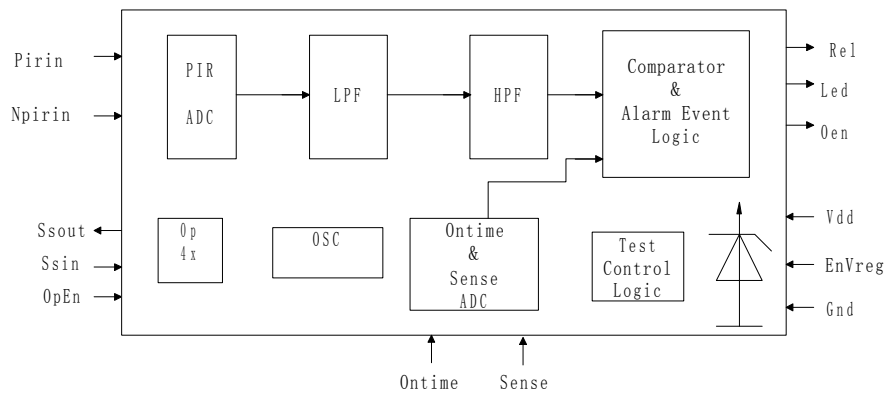 Pirin
Npirin
Ssout
Ssin
OpEn
PIR
ADC
LPF
HPF
Comparator
&
Alarm Event
Logic
Op
4x
OSC
Ontime
&
Sense
ADC
Test
Control
Logic
Rel
Led
Oen
Vdd
EnVreg
Gnd
Ontime
Sense